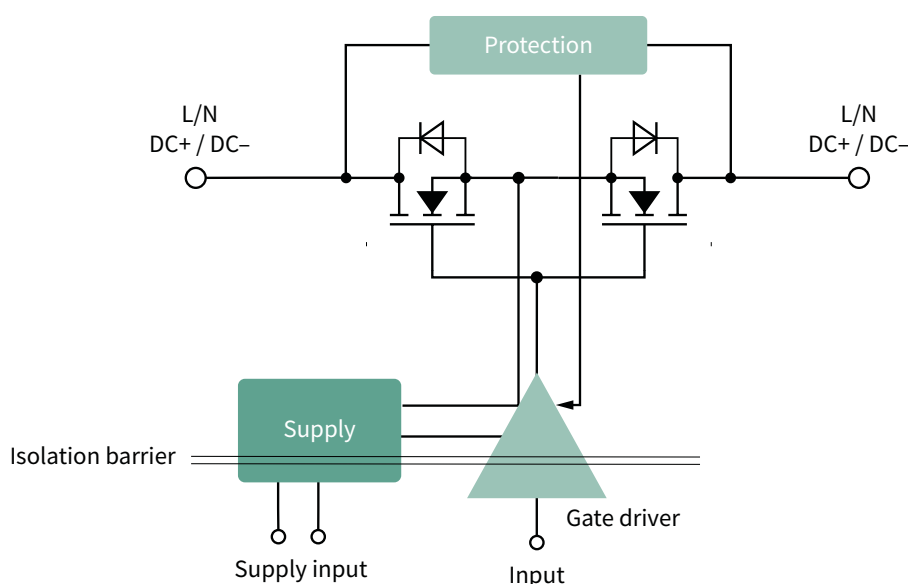 Protection
L/N
DC+ / DC–
L/N
DC+ / DC–
Supply
Isolation barrier
Gate driver
Supply input
Input